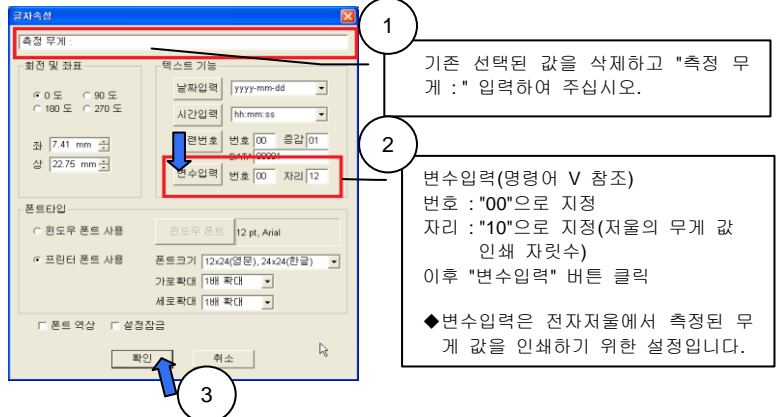 글자속성
측정 무게 :
회전 및 좌표
0 도 90 도
180 도 270 도
좌 7.41 mm
상 22.75 mm
텍스트 기능
날짜입력 yyyy-mm-dd
시간입력 hh:mm:ss
련번호 번호 00 증감 01
DATA 00001
변수입력 번호 00 자리 12
폰트타입
윈도우 폰트 사용 윈도우 폰트 12 pt, Arial
프린터 폰트 사용 폰트크기 12x24(영문), 24x24(한글)
가로확대 1배 확대
세로확대 1배 확대
폰트 역상 설정잠금
확인 취소
1
기존 선택된 값을 삭제하고 "측정 무
게 : " 입력하여 주십시오.
2
변수입력(명령어 V 참조)
번호 : "00"으로 지정
자리 : "10"으로 지정(저울의 무게 값
인쇄 자릿수)
이후 "변수입력" 버튼 클릭
◆변수입력은 전자저울에서 측정된 무
게 값을 인쇄하기 위한 설정입니다.
3